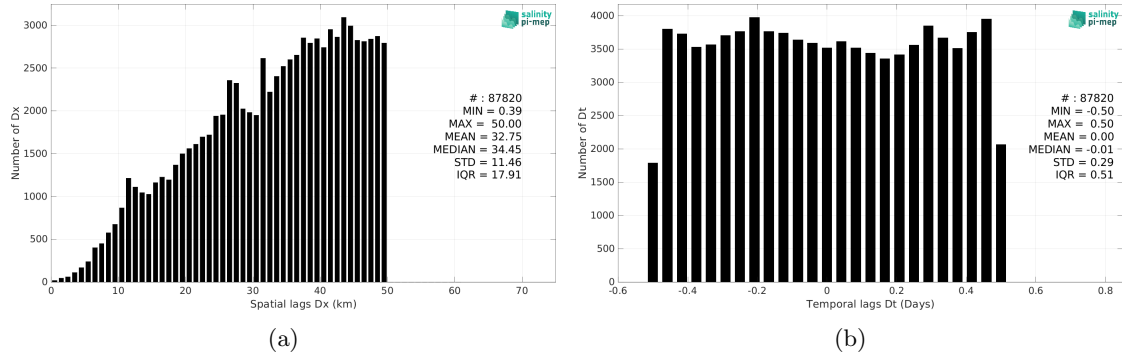 salinity
pi-mep
3000
2500
2000
1500
1000
500
0
Number of Dx
# : 87820
MIN = 0.39
MAX = 50.00
MEAN = 32.75
MEDIAN = 34.45
STD = 11.46
IQR = 17.91
0 10 20 30 40 50 60 70
Spatial lags Dx (km)
(a)
salinity
pi-mep
4000
3500
3000
2500
2000
1500
1000
500
0
Number of Dt
# : 87820
MIN = -0.50
MAX = 0.50
MEAN = 0.00
MEDIAN = -0.01
STD = 0.29
IQR = 0.51
-0.6 -0.4 -0.2 0 0.2 0.4 0.6 0.8
Temporal lags Dt (Days)
(b)